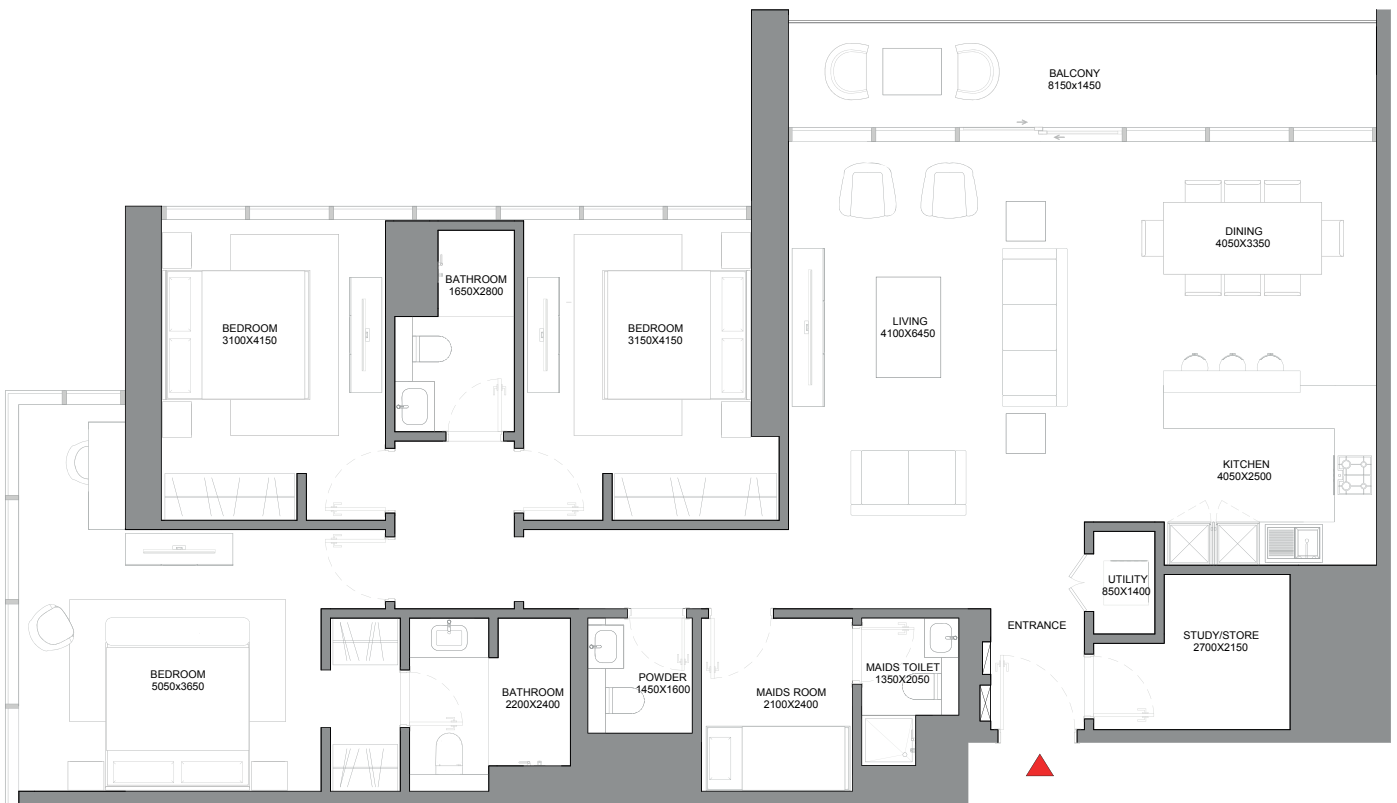 BALCONY
8150x1450
DINING
4050X3350
BATHROOM
1650X2800
BEDROOM
3100X4150
BEDROOM
3150X4150
LIVING
4100X6450
KITCHEN
4050X2500
UTILITY
850X1400
ENTRANCE
STUDY/STORE
2700X2150
BEDROOM
5050x3650
BATHROOM
2200X2400
POWDER
1450X1600
MAIDS ROOM
2100X2400
MAIDS TOILET
1350X2050